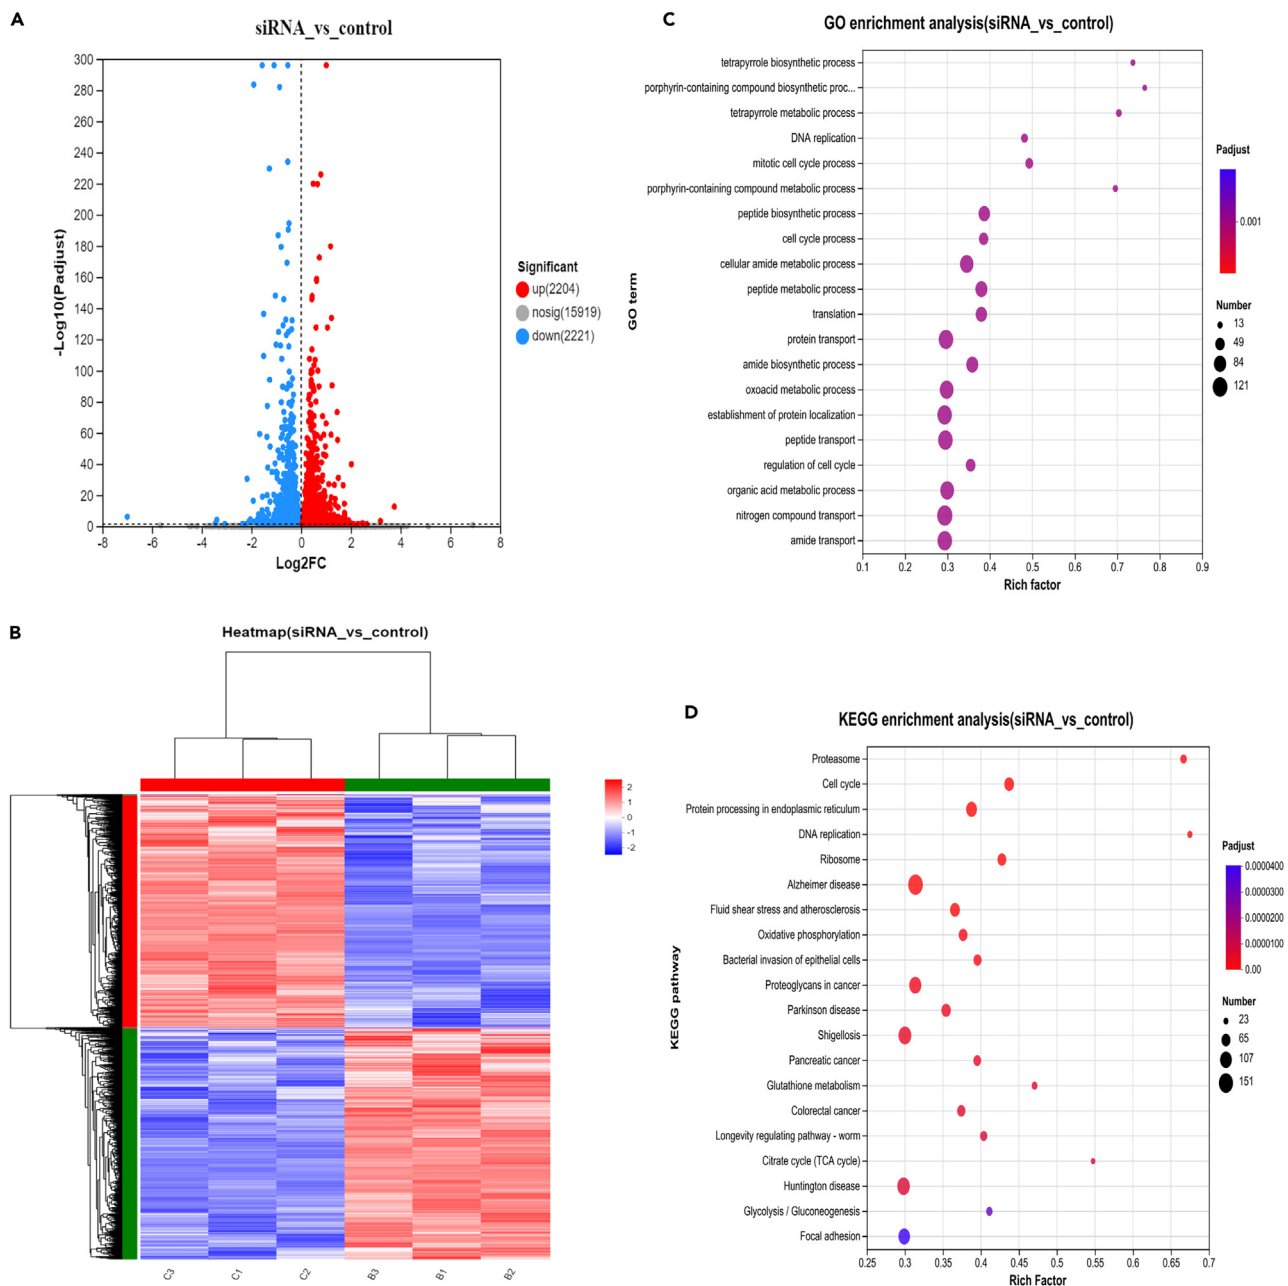 A
siRNA_vs_control
-Log10(Padjust)
300
280
260
240
220
200
180
160
140
120
100
80
60
40
20
0
-8
-6
-4
-2
0
2
4
6
8
Log2FC
Significant
up(2204)
nosig(15919)
down(2221)
C
GO enrichment analysis(siRNA_vs_control)
GO term
tetrapyrrole biosynthetic process
porphyrin-containing compound biosynthetic proc...
tetrapyrrole metabolic process
DNA replication
mitotic cell cycle process
porphyrin-containing compound metabolic process
peptide biosynthetic process
cell cycle process
cellular amide metabolic process
peptide metabolic process
translation
protein transport
amide biosynthetic process
oxoacid metabolic process
establishment of protein localization
peptide transport
regulation of cell cycle
organic acid metabolic process
nitrogen compound transport
amide transport
0.1
0.2
0.3
0.4
0.5
0.6
0.7
0.8
0.9
Rich factor
Padjust
0.001
Number
13
49
84
121
B
Heatmap(siRNA_vs_control)
2
1
0
-1
-2
C3
C1
C2
B3
B1
B2
D
KEGG enrichment analysis(siRNA_vs_control)
KEGG pathway
Proteasome
Cell cycle
Protein processing in endoplasmic reticulum
DNA replication
Ribosome
Alzheimer disease
Fluid shear stress and atherosclerosis
Oxidative phosphorylation
Bacterial invasion of epithelial cells
Proteoglycans in cancer
Parkinson disease
Shigellosis
Pancreatic cancer
Glutathione metabolism
Colorectal cancer
Longevity regulating pathway - worm
Citrate cycle (TCA cycle)
Huntington disease
Glycolysis / Gluconeogenesis
Focal adhesion
0.25
0.3
0.35
0.4
0.45
0.5
0.55
0.6
0.65
0.7
Rich Factor
Padjust
0.0000400
0.0000300
0.0000200
0.0000100
0.00
Number
23
65
107
151